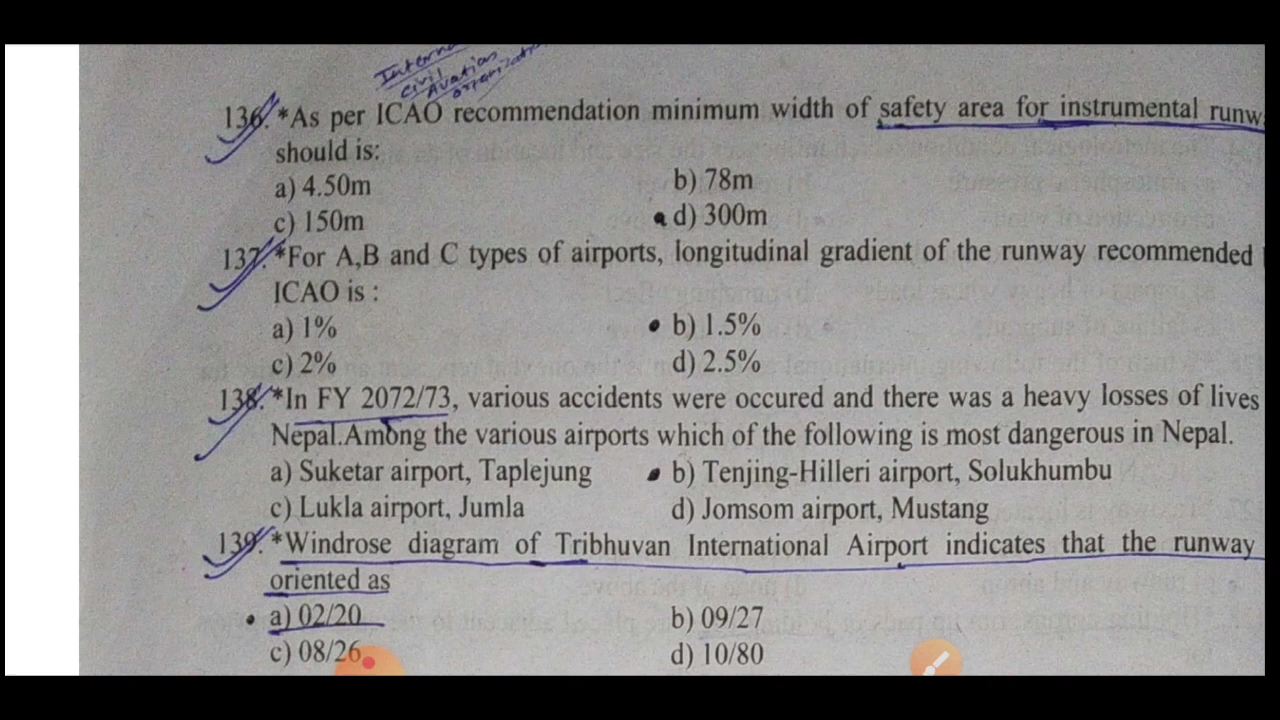 Civil
Aviation
136. *As per ICAO recommendation minimum width of safety area for instrumental
should is:
a) 4.50m b) 78m
c) 150m d) 300m
137. *For A,B and C types of airports, longitudinal gradient of the runway recommended
ICAO is :
a) 1% b) 1.5%
c) 2% d) 2.5%
138. *In FY 2072/73, various accidents were occured and there was a heavy losses of lives
Nepal.Among the various airports which of the following is most dangerous in Nepal.
a) Suketar airport, Taplejung b) Tenjing-Hilleri airport, Solukhumbu
c) Lukla airport, Jumla d) Jomsom airport, Mustang
139. *Windrose diagram of Tribhuvan International Airport indicates that the runway
oriented as
a) 02/20 b) 09/27
c) 08/26 d) 10/80